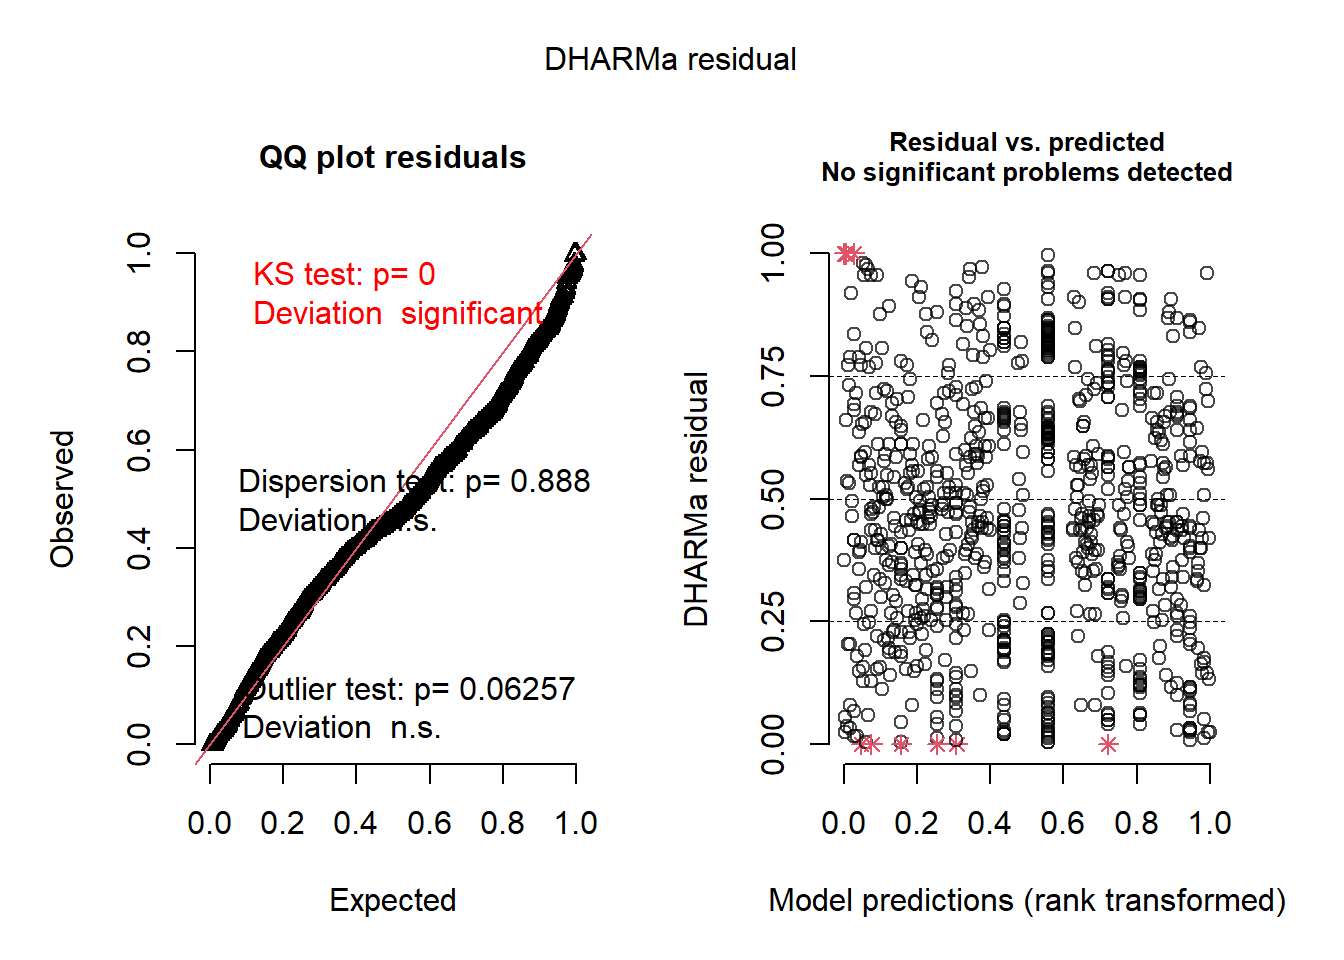 DHARMa residual
QQ plot residuals
KS test: p= 0
Deviation  significant
Dispersion test: p= 0.888
Deviation  n.s.
Outlier test: p= 0.06257
Deviation  n.s.
Observed
0.0 0.2 0.4 0.6 0.8 1.0
0.0 0.2 0.4 0.6 0.8 1.0
Expected
Residual vs. predicted
No significant problems detected
DHARMa residual
0.00 0.25 0.50 0.75 1.00
0.0 0.2 0.4 0.6 0.8 1.0
Model predictions (rank transformed)